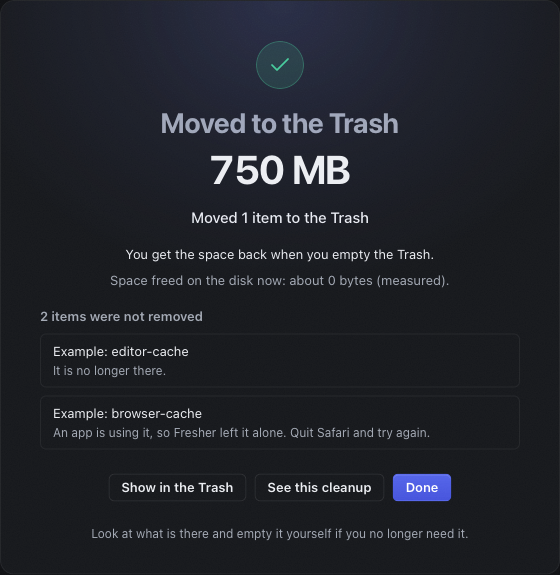 Moved to the Trash
750 MB
Moved 1 item to the Trash
You get the space back when you empty the Trash.
Space freed on the disk now: about 0 bytes (measured).
2 items were not removed
Example: editor-cache
It is no longer there.
Example: browser-cache
An app is using it, so Fresher left it alone. Quit Safari and try again.
Show in the Trash
See this cleanup
Done
Look at what is there and empty it yourself if you no longer need it.